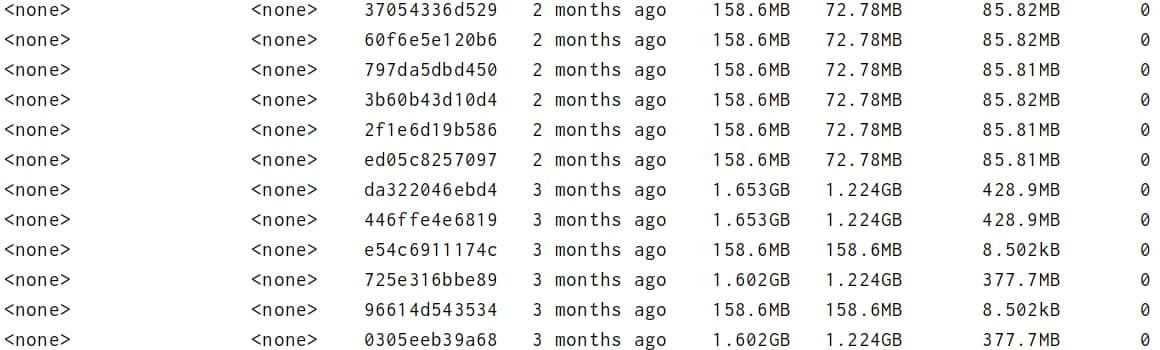 <none> <none> 37054336d529 2 months ago 158.6MB 72.78MB 85.82MB 0
<none> <none> 60f6e5e120b6 2 months ago 158.6MB 72.78MB 85.82MB 0
<none> <none> 797da5dbd450 2 months ago 158.6MB 72.78MB 85.81MB 0
<none> <none> 3b60b43d10d4 2 months ago 158.6MB 72.78MB 85.82MB 0
<none> <none> 2f1e6d19b586 2 months ago 158.6MB 72.78MB 85.81MB 0
<none> <none> ed05c8257097 2 months ago 158.6MB 72.78MB 85.81MB 0
<none> <none> da322046ebd4 3 months ago 1.653GB 1.224GB 428.9MB 0
<none> <none> 446ffe4e6819 3 months ago 1.653GB 1.224GB 428.9MB 0
<none> <none> e54c6911174c 3 months ago 158.6MB 158.6MB 8.502kB 0
<none> <none> 725e316bbe89 3 months ago 1.602GB 1.224GB 377.7MB 0
<none> <none> 96614d543534 3 months ago 158.6MB 158.6MB 8.502kB 0
<none> <none> 0305eeb39a68 3 months ago 1.602GB 1.224GB 377.7MB 0